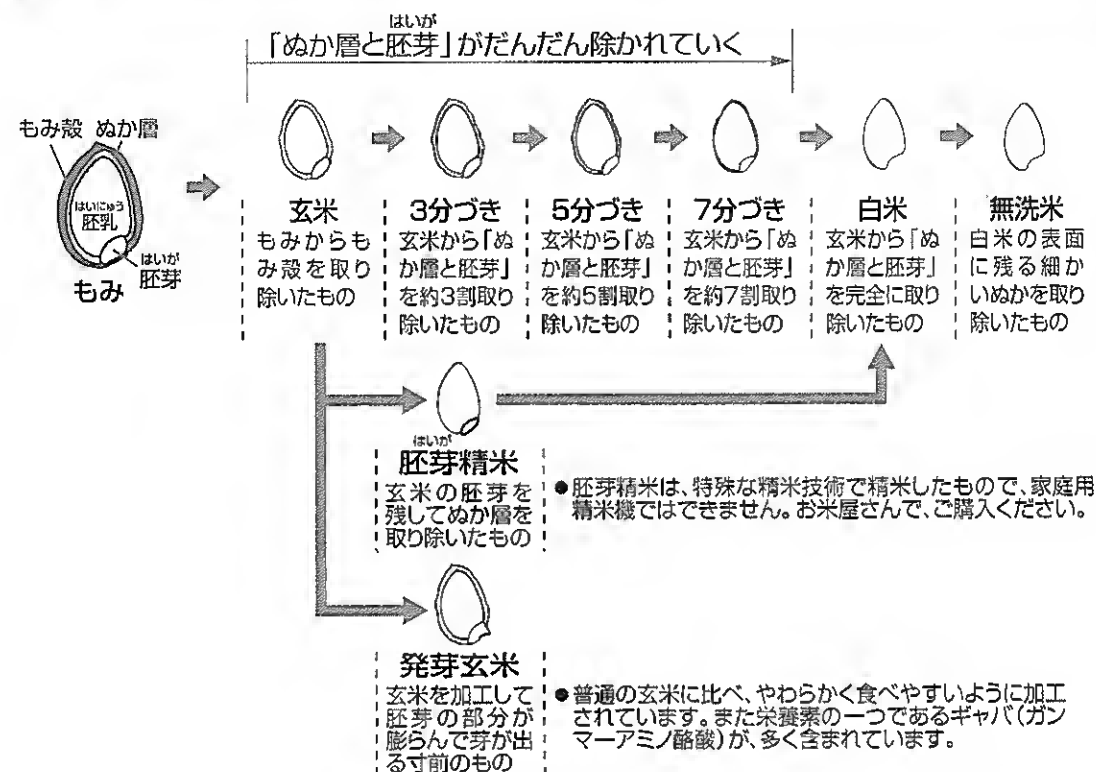 はいが
「ぬか層と胚芽」がだんだん除かれていく
もみ殻 ぬか層
はいにゅう
胚乳
はいが
胚芽
もみ
玄米
もみからも
み殻を取り
除いたもの
3分づき
玄米から「ぬ
か層と胚芽」
を約3割取り
除いたもの
5分づき
玄米から「ぬ
か層と胚芽」
を約5割取り
除いたもの
7分づき
玄米から「ぬ
か層と胚芽」
を約7割取り
除いたもの
白米
玄米から「ぬ
か層と胚芽」
を完全に取り
除いたもの
無洗米
白米の表面
に残る細か
いぬかを取り
除いたもの
はいが
胚芽精米
玄米の胚芽を
残してぬか層を
取り除いたもの
●胚芽精米は、特殊な精米技術で精米したもので、家庭用
精米機ではできません。お米屋さんで、ご購入ください。
発芽玄米
玄米を加工して
胚芽の部分が
膨らんで芽が出
る寸前のもの
●普通の玄米に比べ、やわらかく食べやすいように加工
されています。また栄養素の一つであるギャバ(ガン
マーアミノ酪酸)が、多く含まれています。